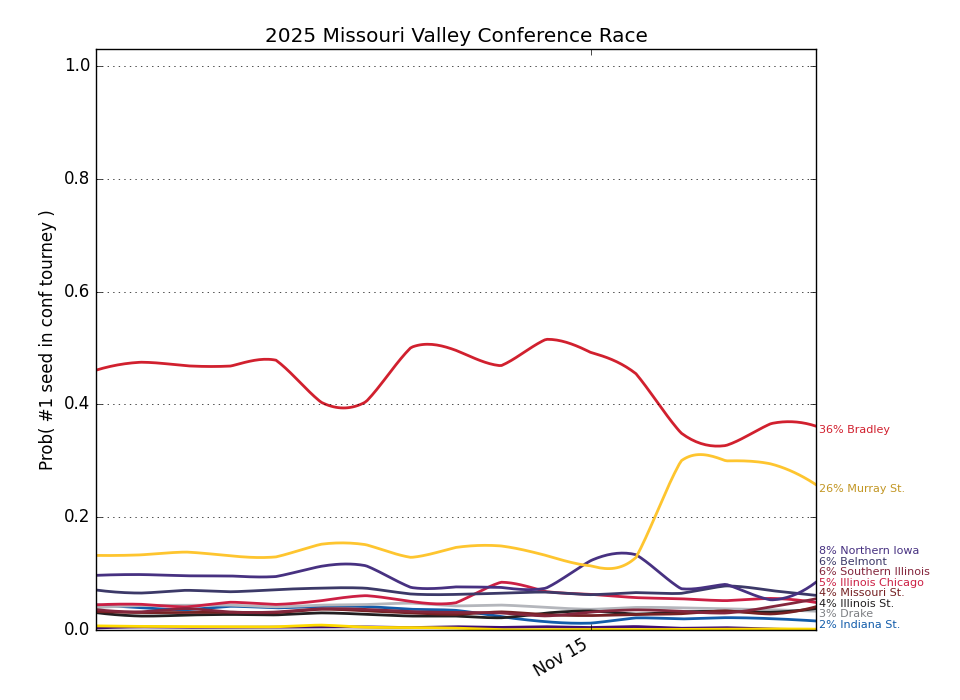 2025 Missouri Valley Conference Race
Prob( #1 seed in conf tourney )
1.0
0.8
0.6
0.4
0.2
0.0
Nov 15
36% Bradley
26% Murray St.
8% Northern Iowa
6% Belmont
6% Southern Illinois
5% Illinois Chicago
4% Missouri St.
4% Illinois St.
3% Drake
2% Indiana St.